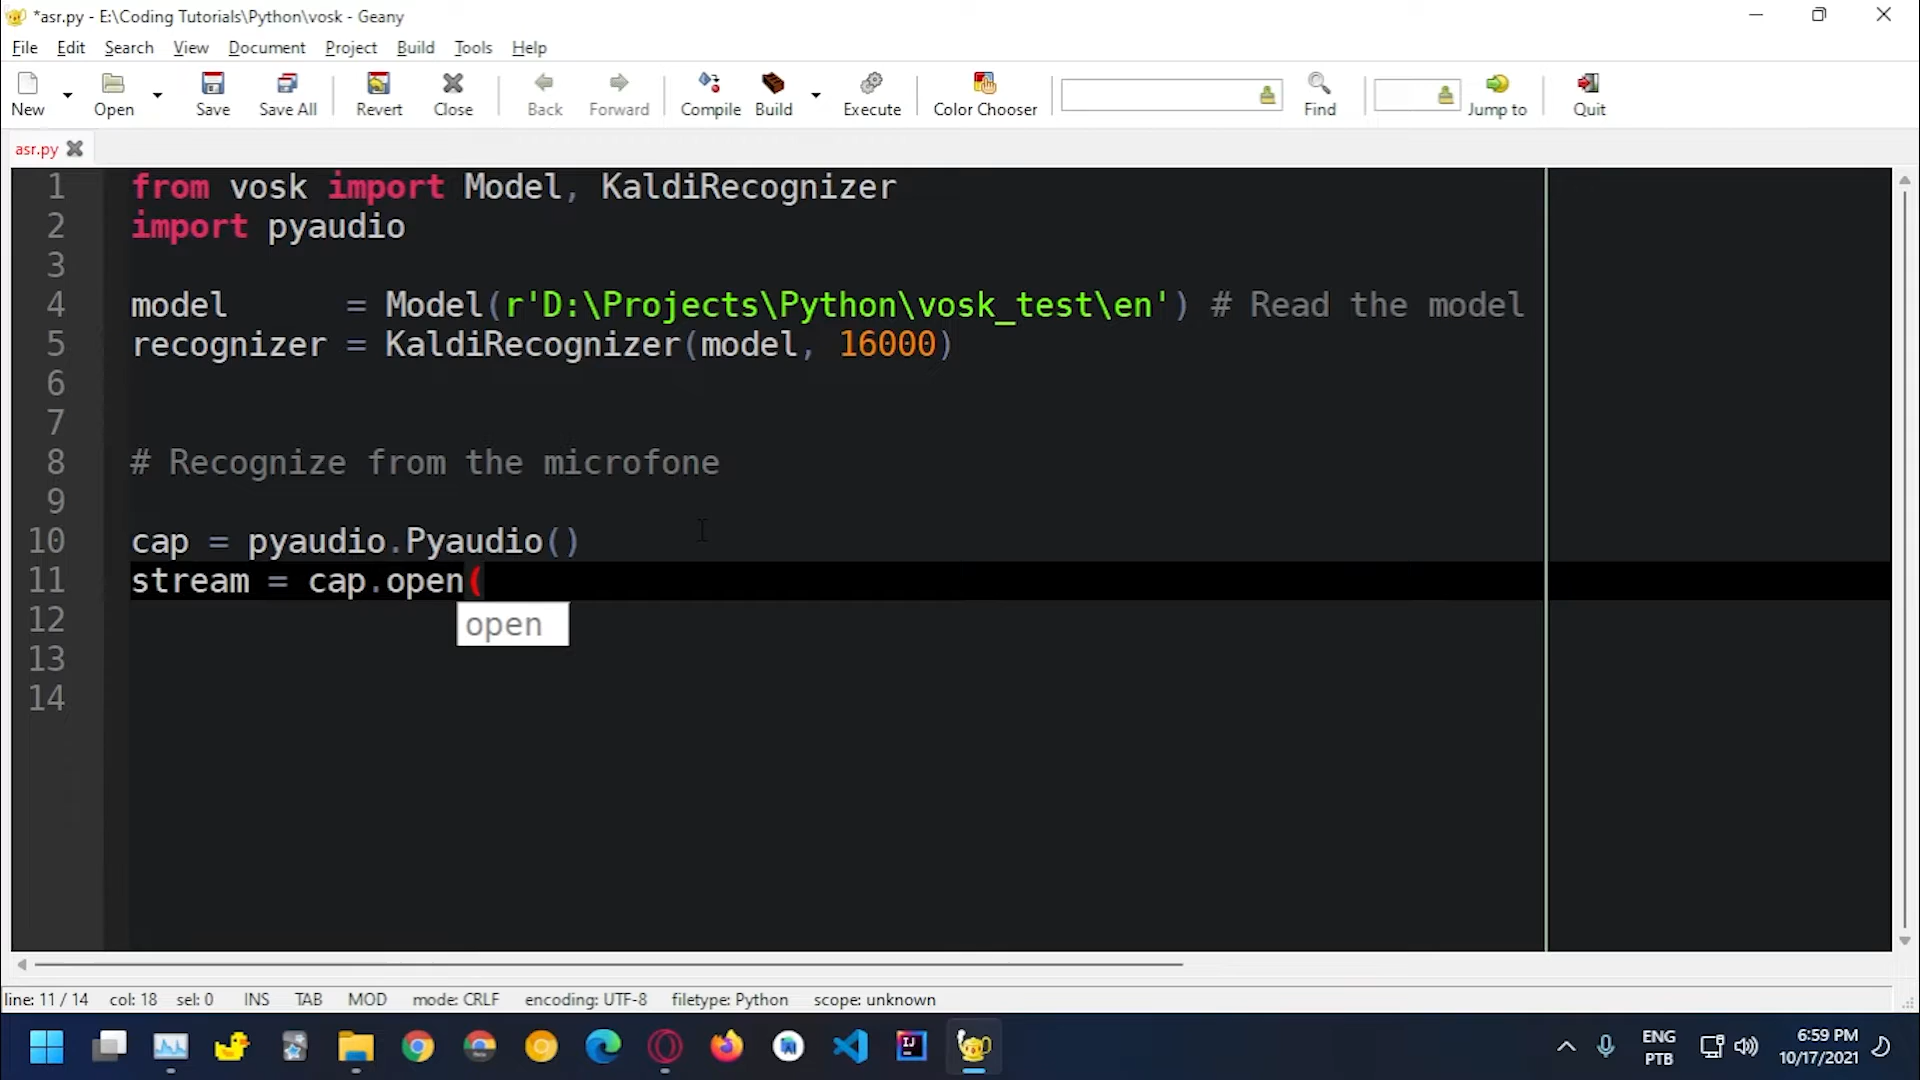 *asr.py - E:\Coding Tutorials\Python\vosk - Geany
File Edit Search View Document Project Build Tools Help
New Open Save Save All Revert Close Back Forward Compile Build Execute Color Chooser Find Jump to Quit
asr.py
1 from vosk import Model, KaldiRecognizer
2 import pyaudio
3
4 model      = Model(r'D:\Projects\Python\vosk_test\en') # Read the model
5 recognizer = KaldiRecognizer(model, 16000)
6
7
8 # Recognize from the microfone
9
10 cap = pyaudio.Pyaudio()
11 stream = cap.open(
12 open
13
14
line: 11 / 14 col: 18 sel: 0 INS TAB MOD mode: CRLF encoding: UTF-8 filetype: Python scope: unknown
ENG 6:59 PM
PTB 10/17/2021